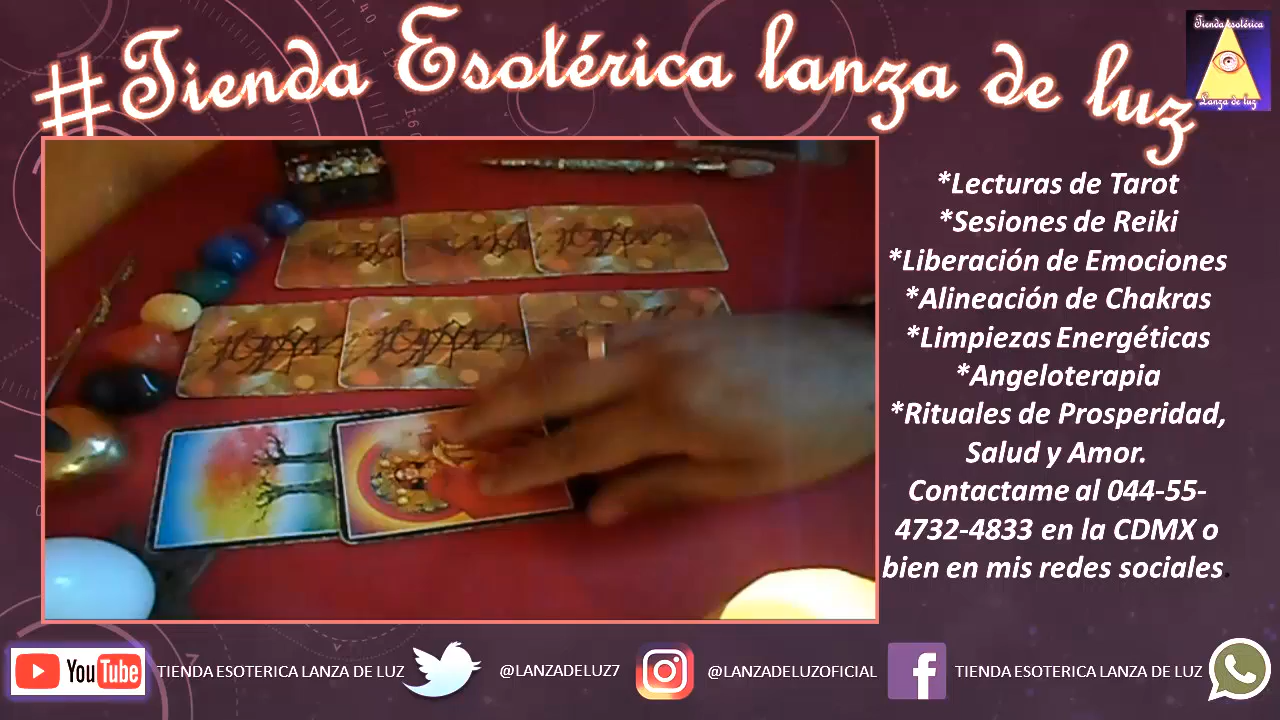 #Tienda Esotérica lanza de luz
Tienda esotérica
Lanza de luz
*Lecturas de Tarot
*Sesiones de Reiki
*Liberación de Emociones
*Alineación de Chakras
*Limpiezas Energéticas
*Angeloterapia
*Rituales de Prosperidad,
Salud y Amor.
Contactame al 044-55-
4732-4833 en la CDMX o
bien en mis redes sociales.
YouTube TIENDA ESOTERICA LANZA DE LUZ @LANZADELUZ7 @LANZADELUZOFICIAL TIENDA ESOTERICA LANZA DE LUZ